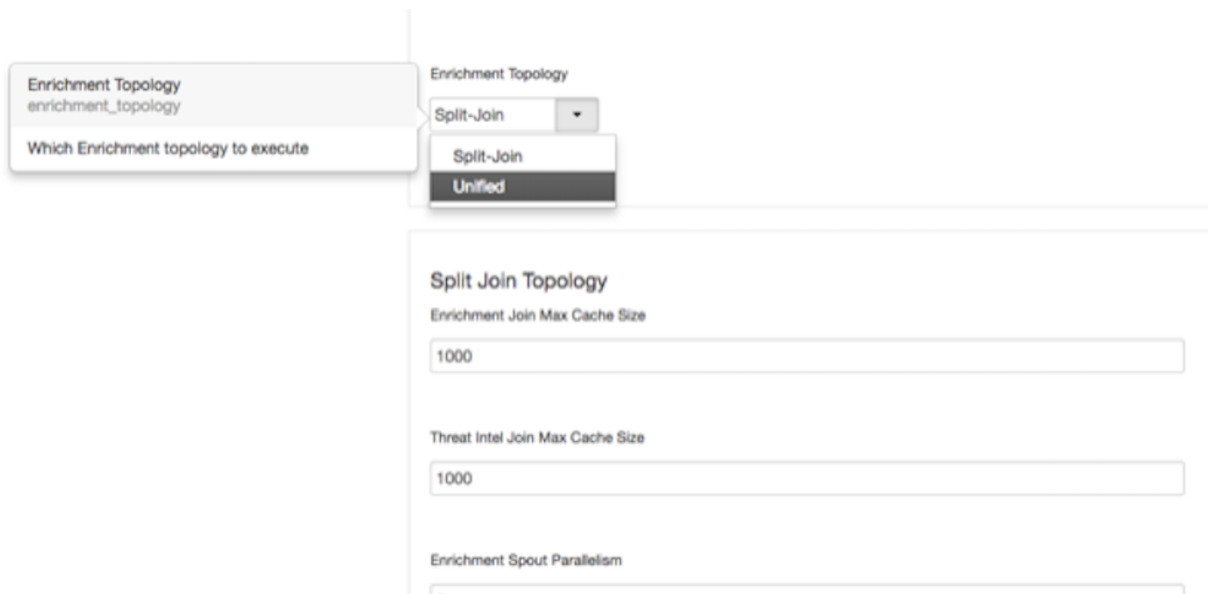 Enrichment Topology
enrichment_topology
Which Enrichment topology to execute
Enrichment Topology
Split-Join
Split-Join
Unified
Split Join Topology
Enrichment Join Max Cache Size
1000
Threat Intel Join Max Cache Size
1000
Enrichment Spout Parallelism